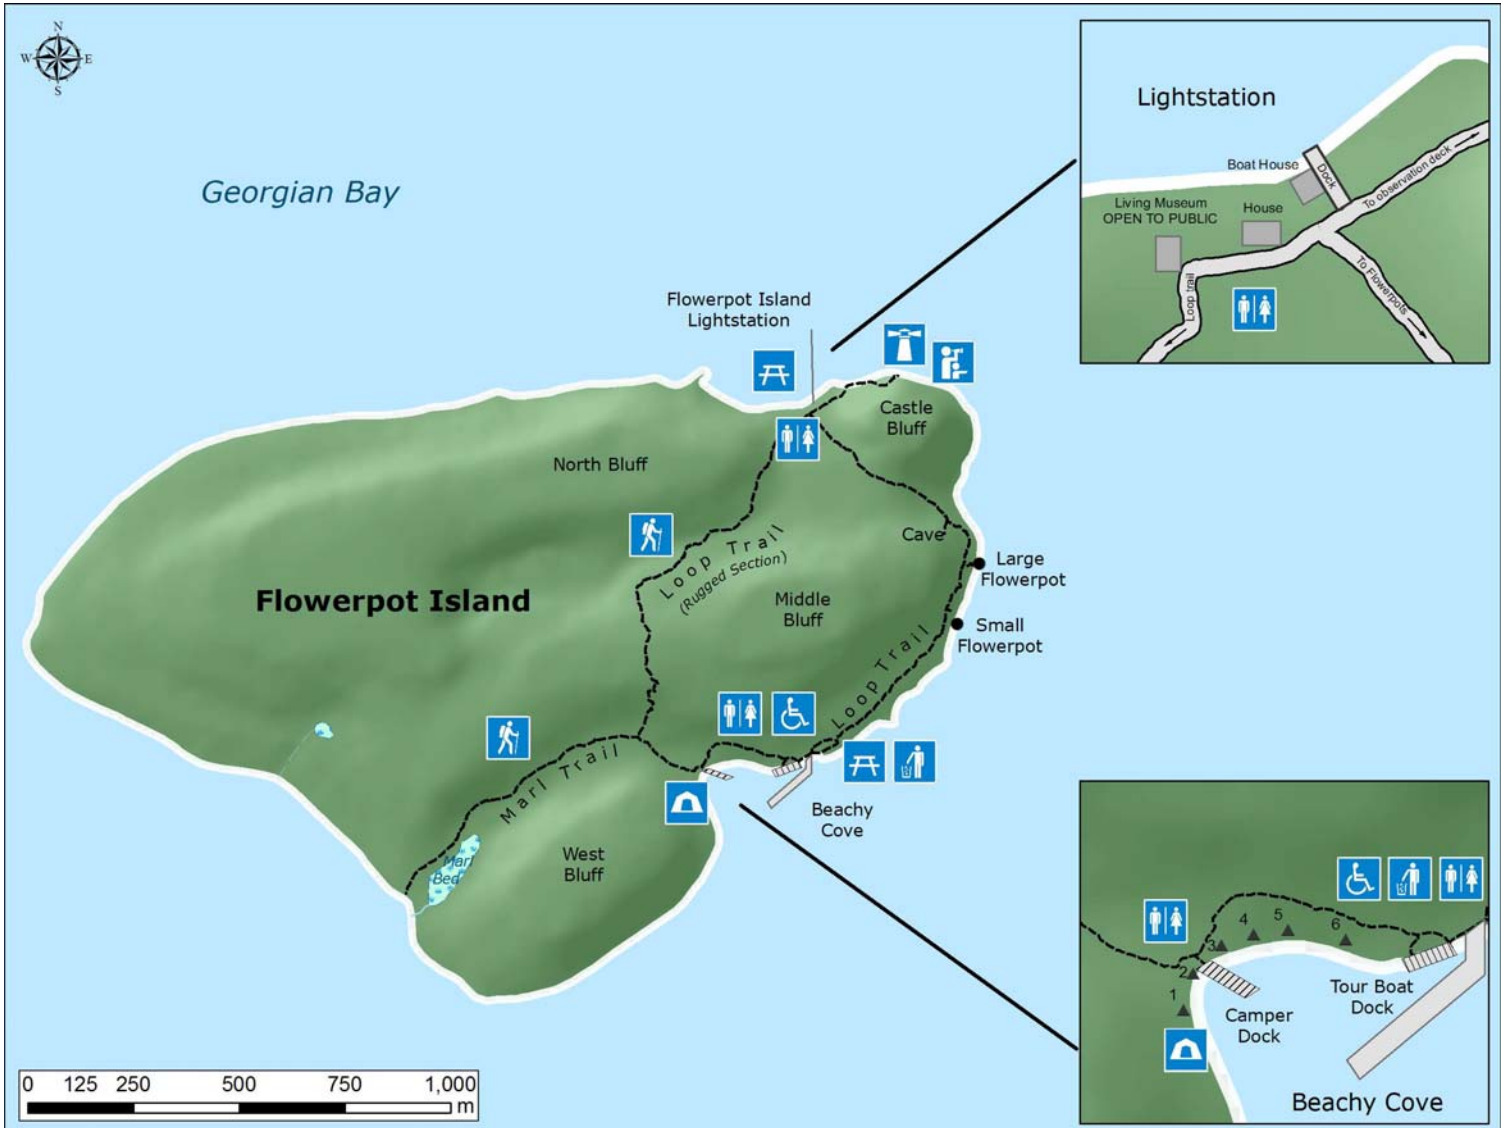 N
W E
S
Georgian Bay
Flowerpot Island
Lightstation
Castle
Bluff
North Bluff
Cave
Loop Trail
(Rugged Section)
Large
Flowerpot
Flowerpot Island
Middle
Bluff
Small
Flowerpot
Loop Trail
Marl Trail
Beachy
Cove
West
Bluff
Marl
Bed
0 125 250 500 750 1,000
m
Lightstation
Boat House
Dock
To observation deck
Living Museum
OPEN TO PUBLIC
House
To Flowerpots
Loop trail
4 5 6
3
2
1
Tour Boat
Dock
Camper
Dock
Beachy Cove